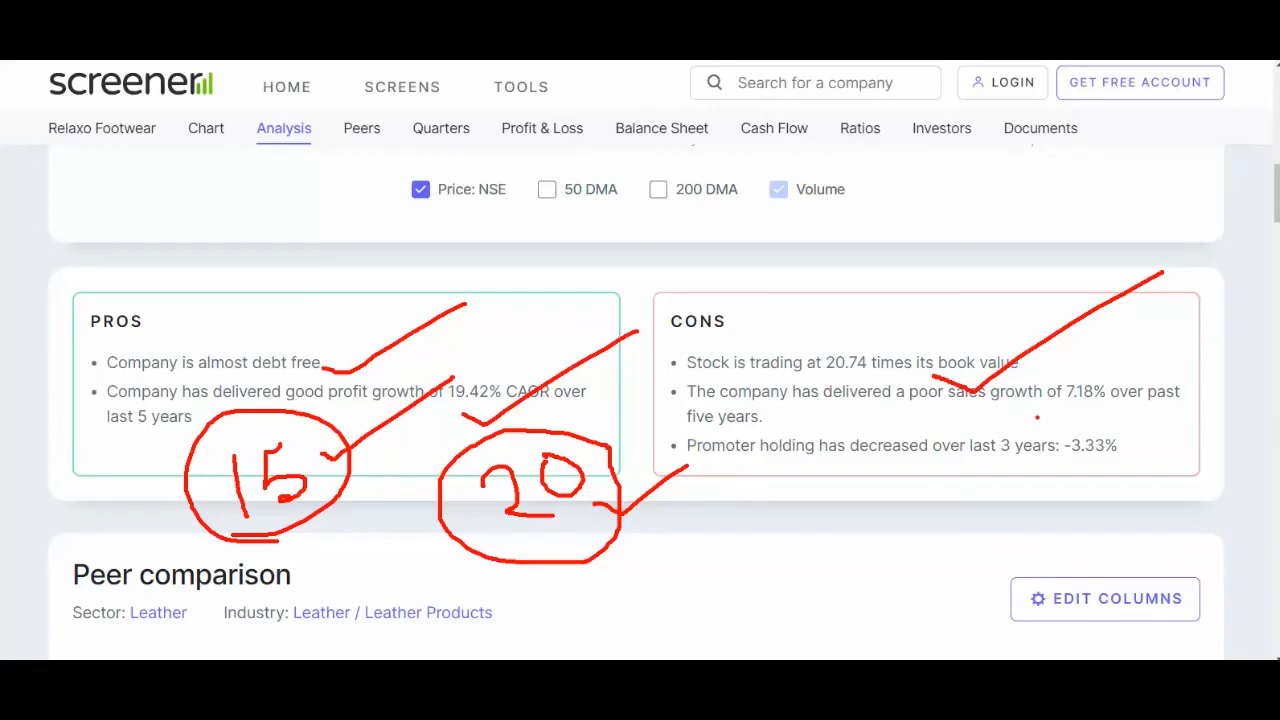 screener HOME SCREENS TOOLS Search for a company LOGIN GET FREE ACCOUNT
Relaxo Footwear Chart Analysis Peers Quarters Profit & Loss Balance Sheet Cash Flow Ratios Investors Documents
Price: NSE 50 DMA 200 DMA Volume
PROS
Company is almost debt free.
Company has delivered good profit growth of 19.42% CAGR over
last 5 years
15
20
CONS
Stock is trading at 20.74 times its book value
The company has delivered a poor sales growth of 7.18% over past
five years.
Promoter holding has decreased over last 3 years: -3.33%
Peer comparison
Sector: Leather Industry: Leather / Leather Products
EDIT COLUMNS